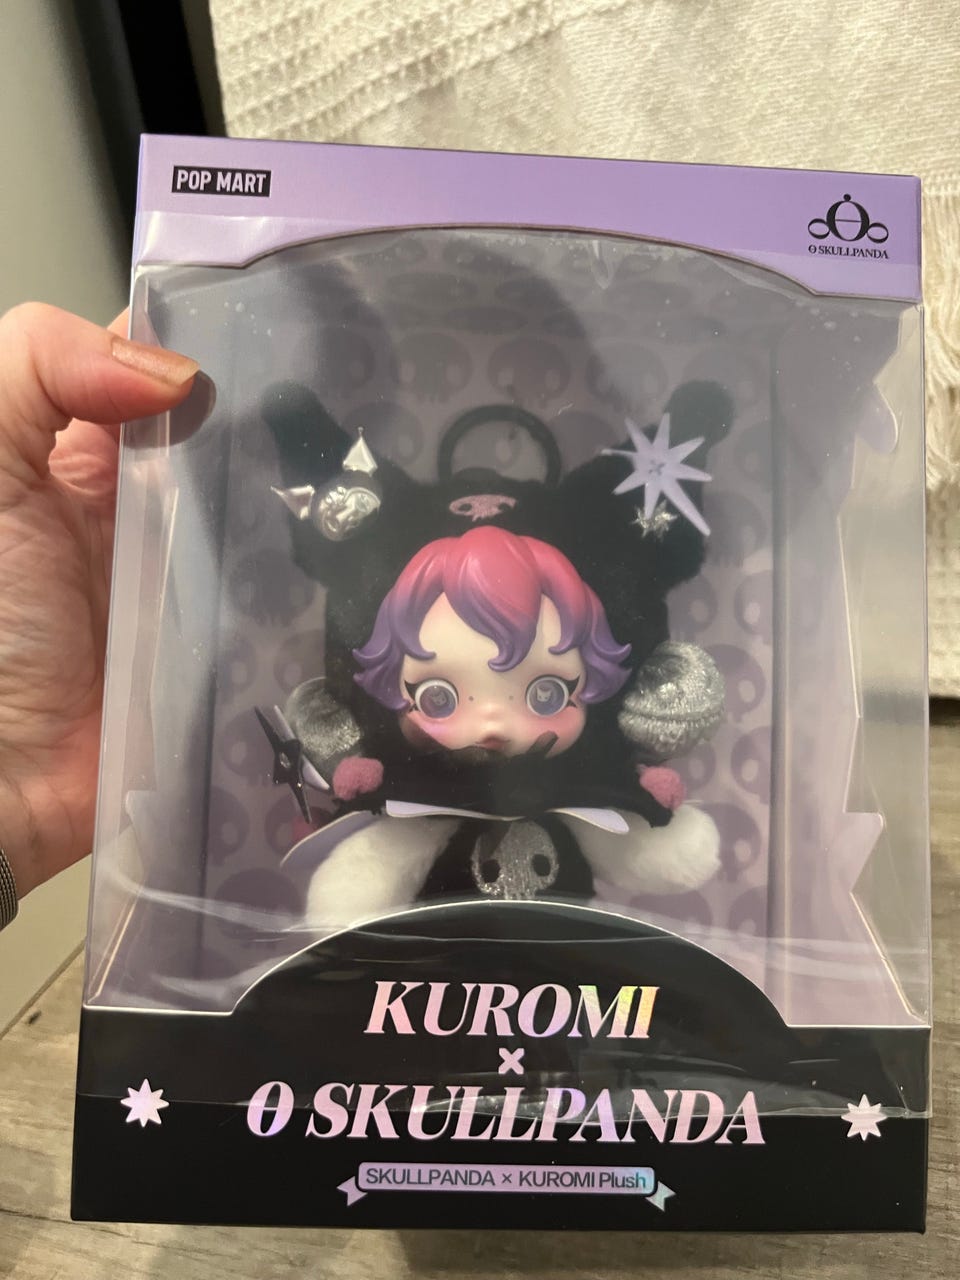 POP MART
θ SKULLPANDA
KUROMI
×
θ SKULLPANDA
SKULLPANDA × KUROMI Plush